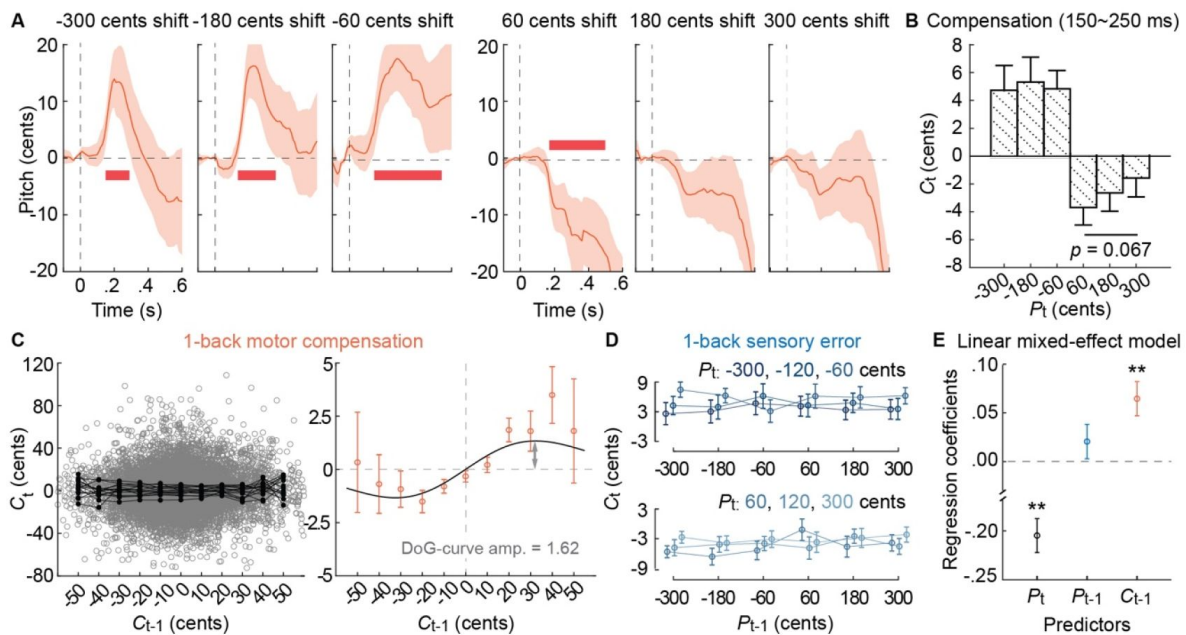 A
-300 cents shift
-180 cents shift
-60 cents shift
60 cents shift
180 cents shift
300 cents shift
Pitch (cents)
20
10
0
-10
-20
0 .2 .4 .6
Time (s)
20
10
0
-10
-20
0 .2 .4 .6
Time (s)
B Compensation (150~250 ms)
Ct (cents)
8
6
4
2
0
-2
-4
-6
-8
p = 0.067
-300 -180 -60 60 180 300
Pt (cents)
C
1-back motor compensation
Ct (cents)
120
80
40
20
0
-40
-80
-50 -40 -30 -20 -10 0 10 20 30 40 50
Ct-1 (cents)
5
2.5
0
-2.5
-5
DoG-curve amp. = 1.62
-50 -40 -30 -20 -10 0 10 20 30 40 50
Ct-1 (cents)
D
1-back sensory error
Pt: -300, -120, -60 cents
Ct (cents)
9
3
-3
-300 -180 -60 60 180 300
Pt: 60, 120, 300 cents
3
-3
-9
-300 -180 -60 60 180 300
Pt-1 (cents)
E Linear mixed-effect model
Regression coefficients
.10
.05
.00
-.20
-.25
**
**
Pt Pt-1 Ct-1
Predictors